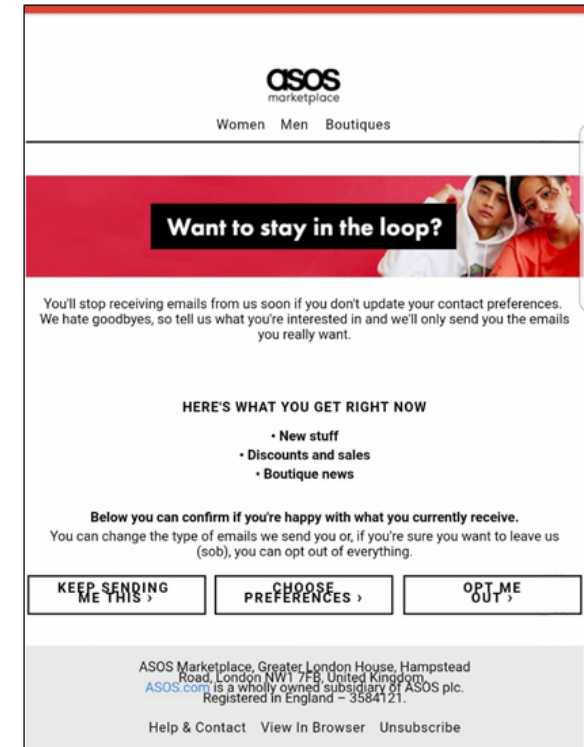 asos
marketplace
Women Men Boutiques
Want to stay in the loop?
You'll stop receiving emails from us soon if you don't update your contact preferences.
We hate goodbyes, so tell us what you're interested in and we'll only send you the emails
you really want.
HERE'S WHAT YOU GET RIGHT NOW
• New stuff
• Discounts and sales
• Boutique news
Below you can confirm if you're happy with what you currently receive.
You can change the type of emails we send you or, if you're sure you want to leave us
(sob), you can opt out of everything.
KEEP SENDING
ME THIS ›
CHOOSE
PREFERENCES ›
OPT ME
OUT ›
ASOS Marketplace, Greater London House, Hampstead
Road, London NW1 7FB, United Kingdom.
ASOS.com is a wholly owned subsidiary of ASOS plc.
Registered in England – 3584121.
Help & Contact View In Browser Unsubscribe